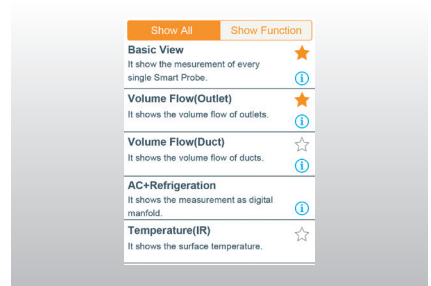 Show All Show Function
Basic View
It show the mesurement of every
single Smart Probe.
Volume Flow(Outlet)
It shows the volume flow of outlets.
Volume Flow(Duct)
It shows the volume flow of ducts.
AC+Refrigeration
It shows the measurement as digital
manfold.
Temperature(IR)
It shows the surface temperature.